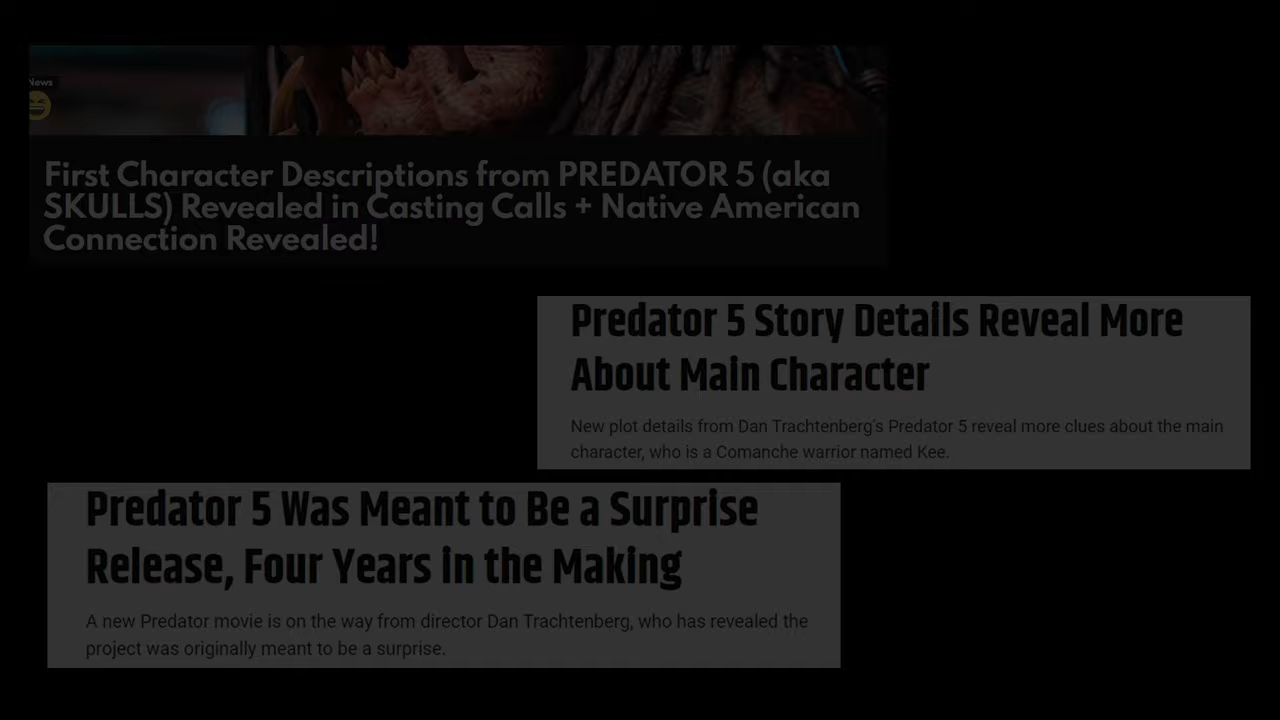 News
First Character Descriptions from PREDATOR 5 (aka
SKULLS) Revealed in Casting Calls + Native American
Connection Revealed!
Predator 5 Story Details Reveal More
About Main Character
New plot details from Dan Trachtenberg's Predator 5 reveal more clues about the main
character, who is a Comanche warrior named Kee.
Predator 5 Was Meant to Be a Surprise
Release, Four Years in the Making
A new Predator movie is on the way from director Dan Trachtenberg, who has revealed the
project was originally meant to be a surprise.